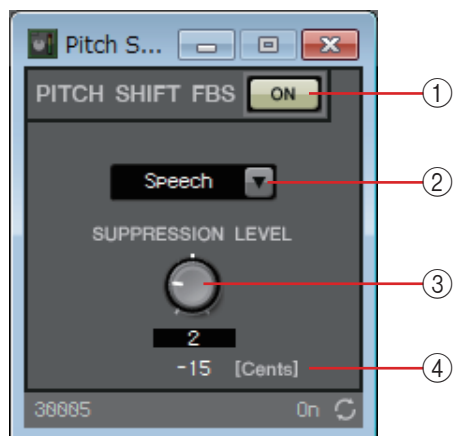 Pitch S...
PITCH SHIFT FBS ON
①
Speech
②
SUPPRESSION LEVEL
③
2
-15 [Cents]
④
30005 On